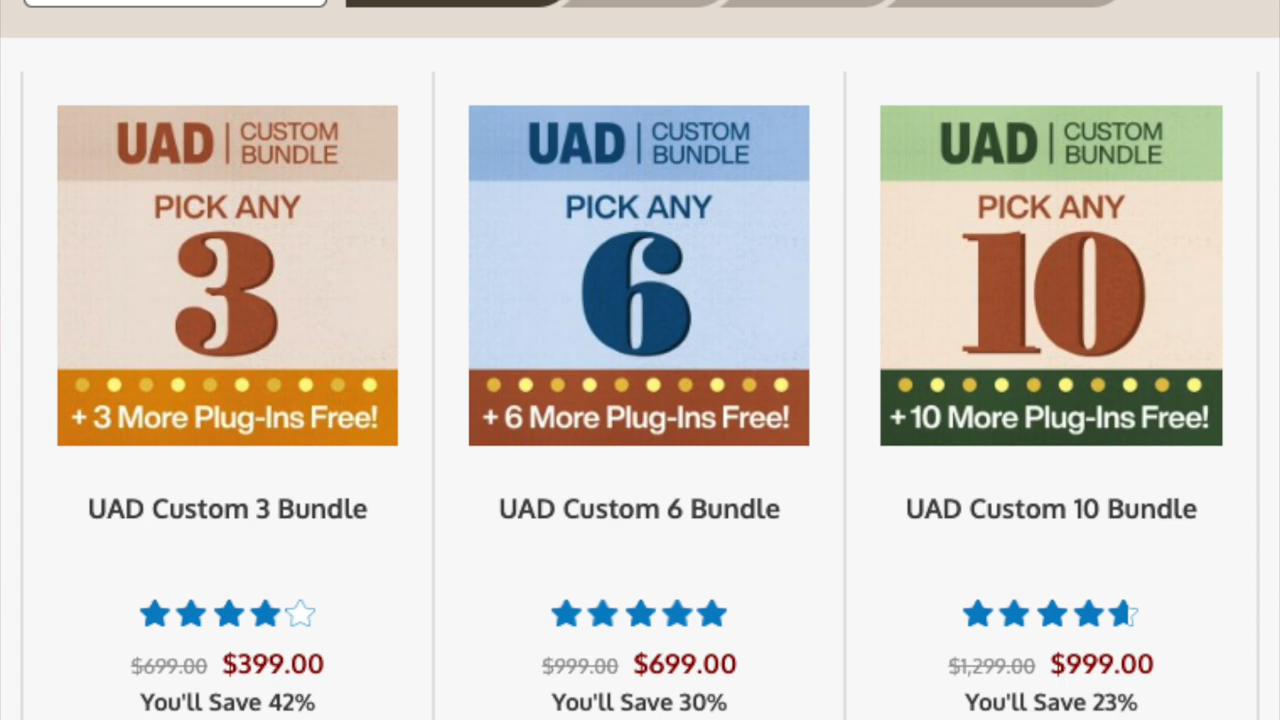 UAD | CUSTOM BUNDLE
PICK ANY
3
+ 3 More Plug-Ins Free!
UAD Custom 3 Bundle
$699.00 $399.00
You'll Save 42%
UAD | CUSTOM BUNDLE
PICK ANY
6
+ 6 More Plug-Ins Free!
UAD Custom 6 Bundle
$999.00 $699.00
You'll Save 30%
UAD | CUSTOM BUNDLE
PICK ANY
10
+ 10 More Plug-Ins Free!
UAD Custom 10 Bundle
$1,299.00 $999.00
You'll Save 23%